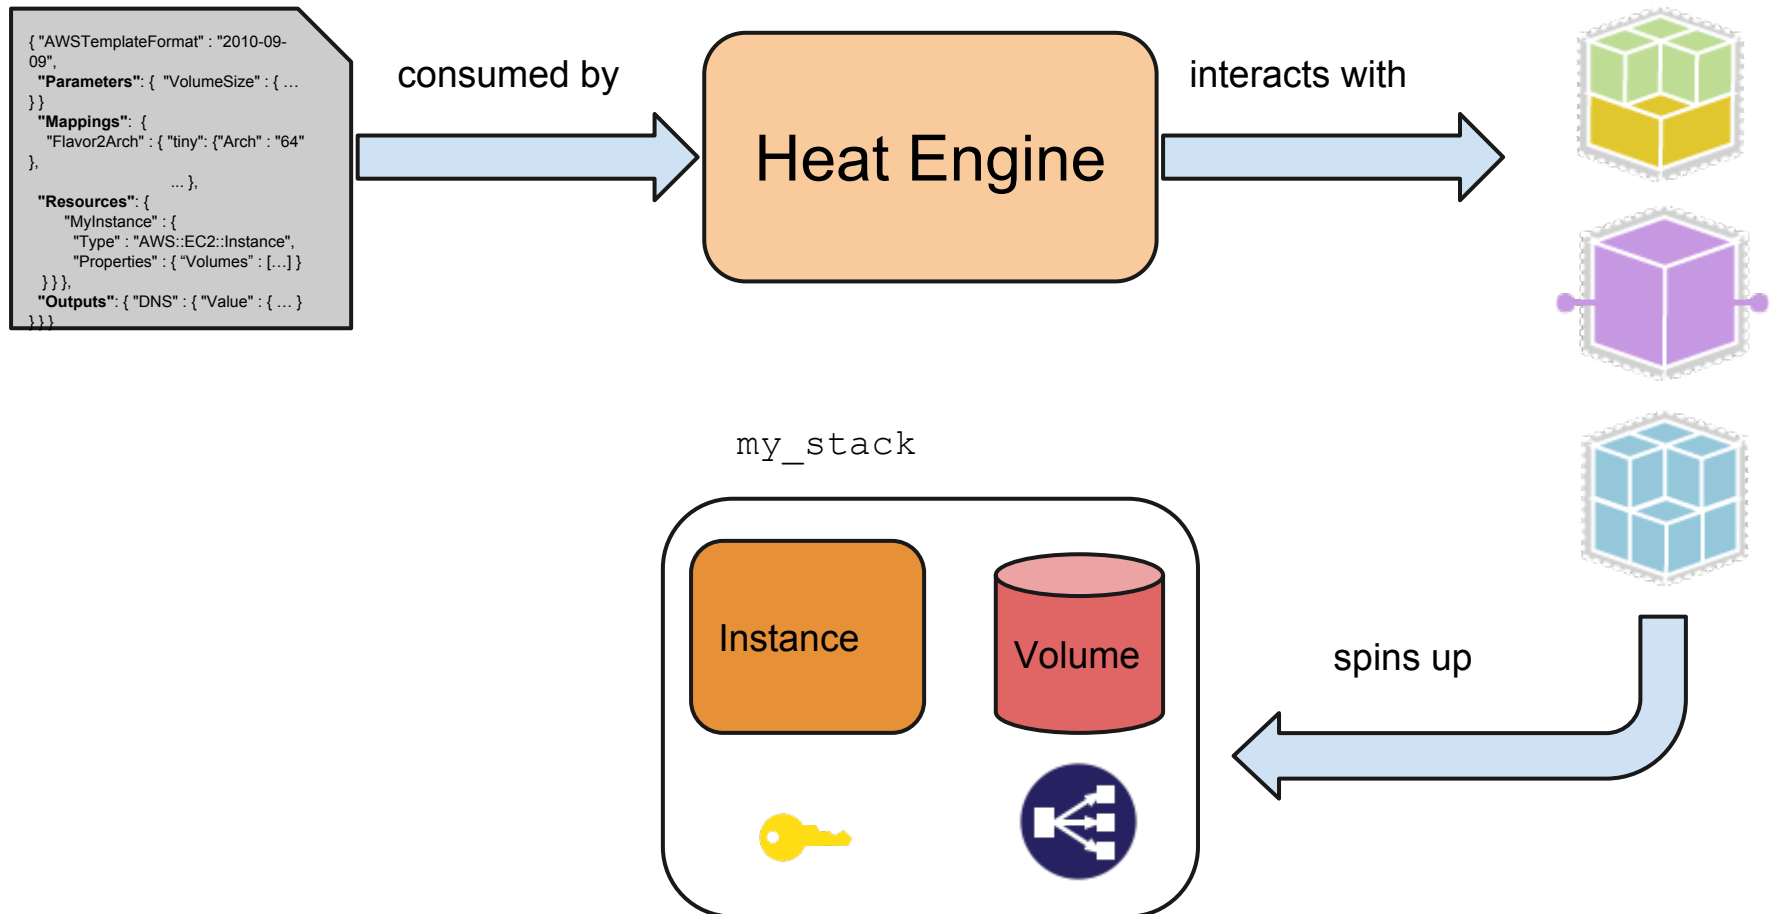 { "AWSTemplateFormat" : "2010-09-
09",
"Parameters": { "VolumeSize" : { …
} }
"Mappings": {
"Flavor2Arch" : { "tiny": {"Arch" : "64"
},
... },
"Resources": {
"MyInstance" : {
"Type" : "AWS::EC2::Instance",
"Properties" : { “Volumes” : […] }
} } },
"Outputs": { "DNS" : { "Value" : { … }
} } }
consumed by
Heat Engine
interacts with
my_stack
Instance
Volume
spins up